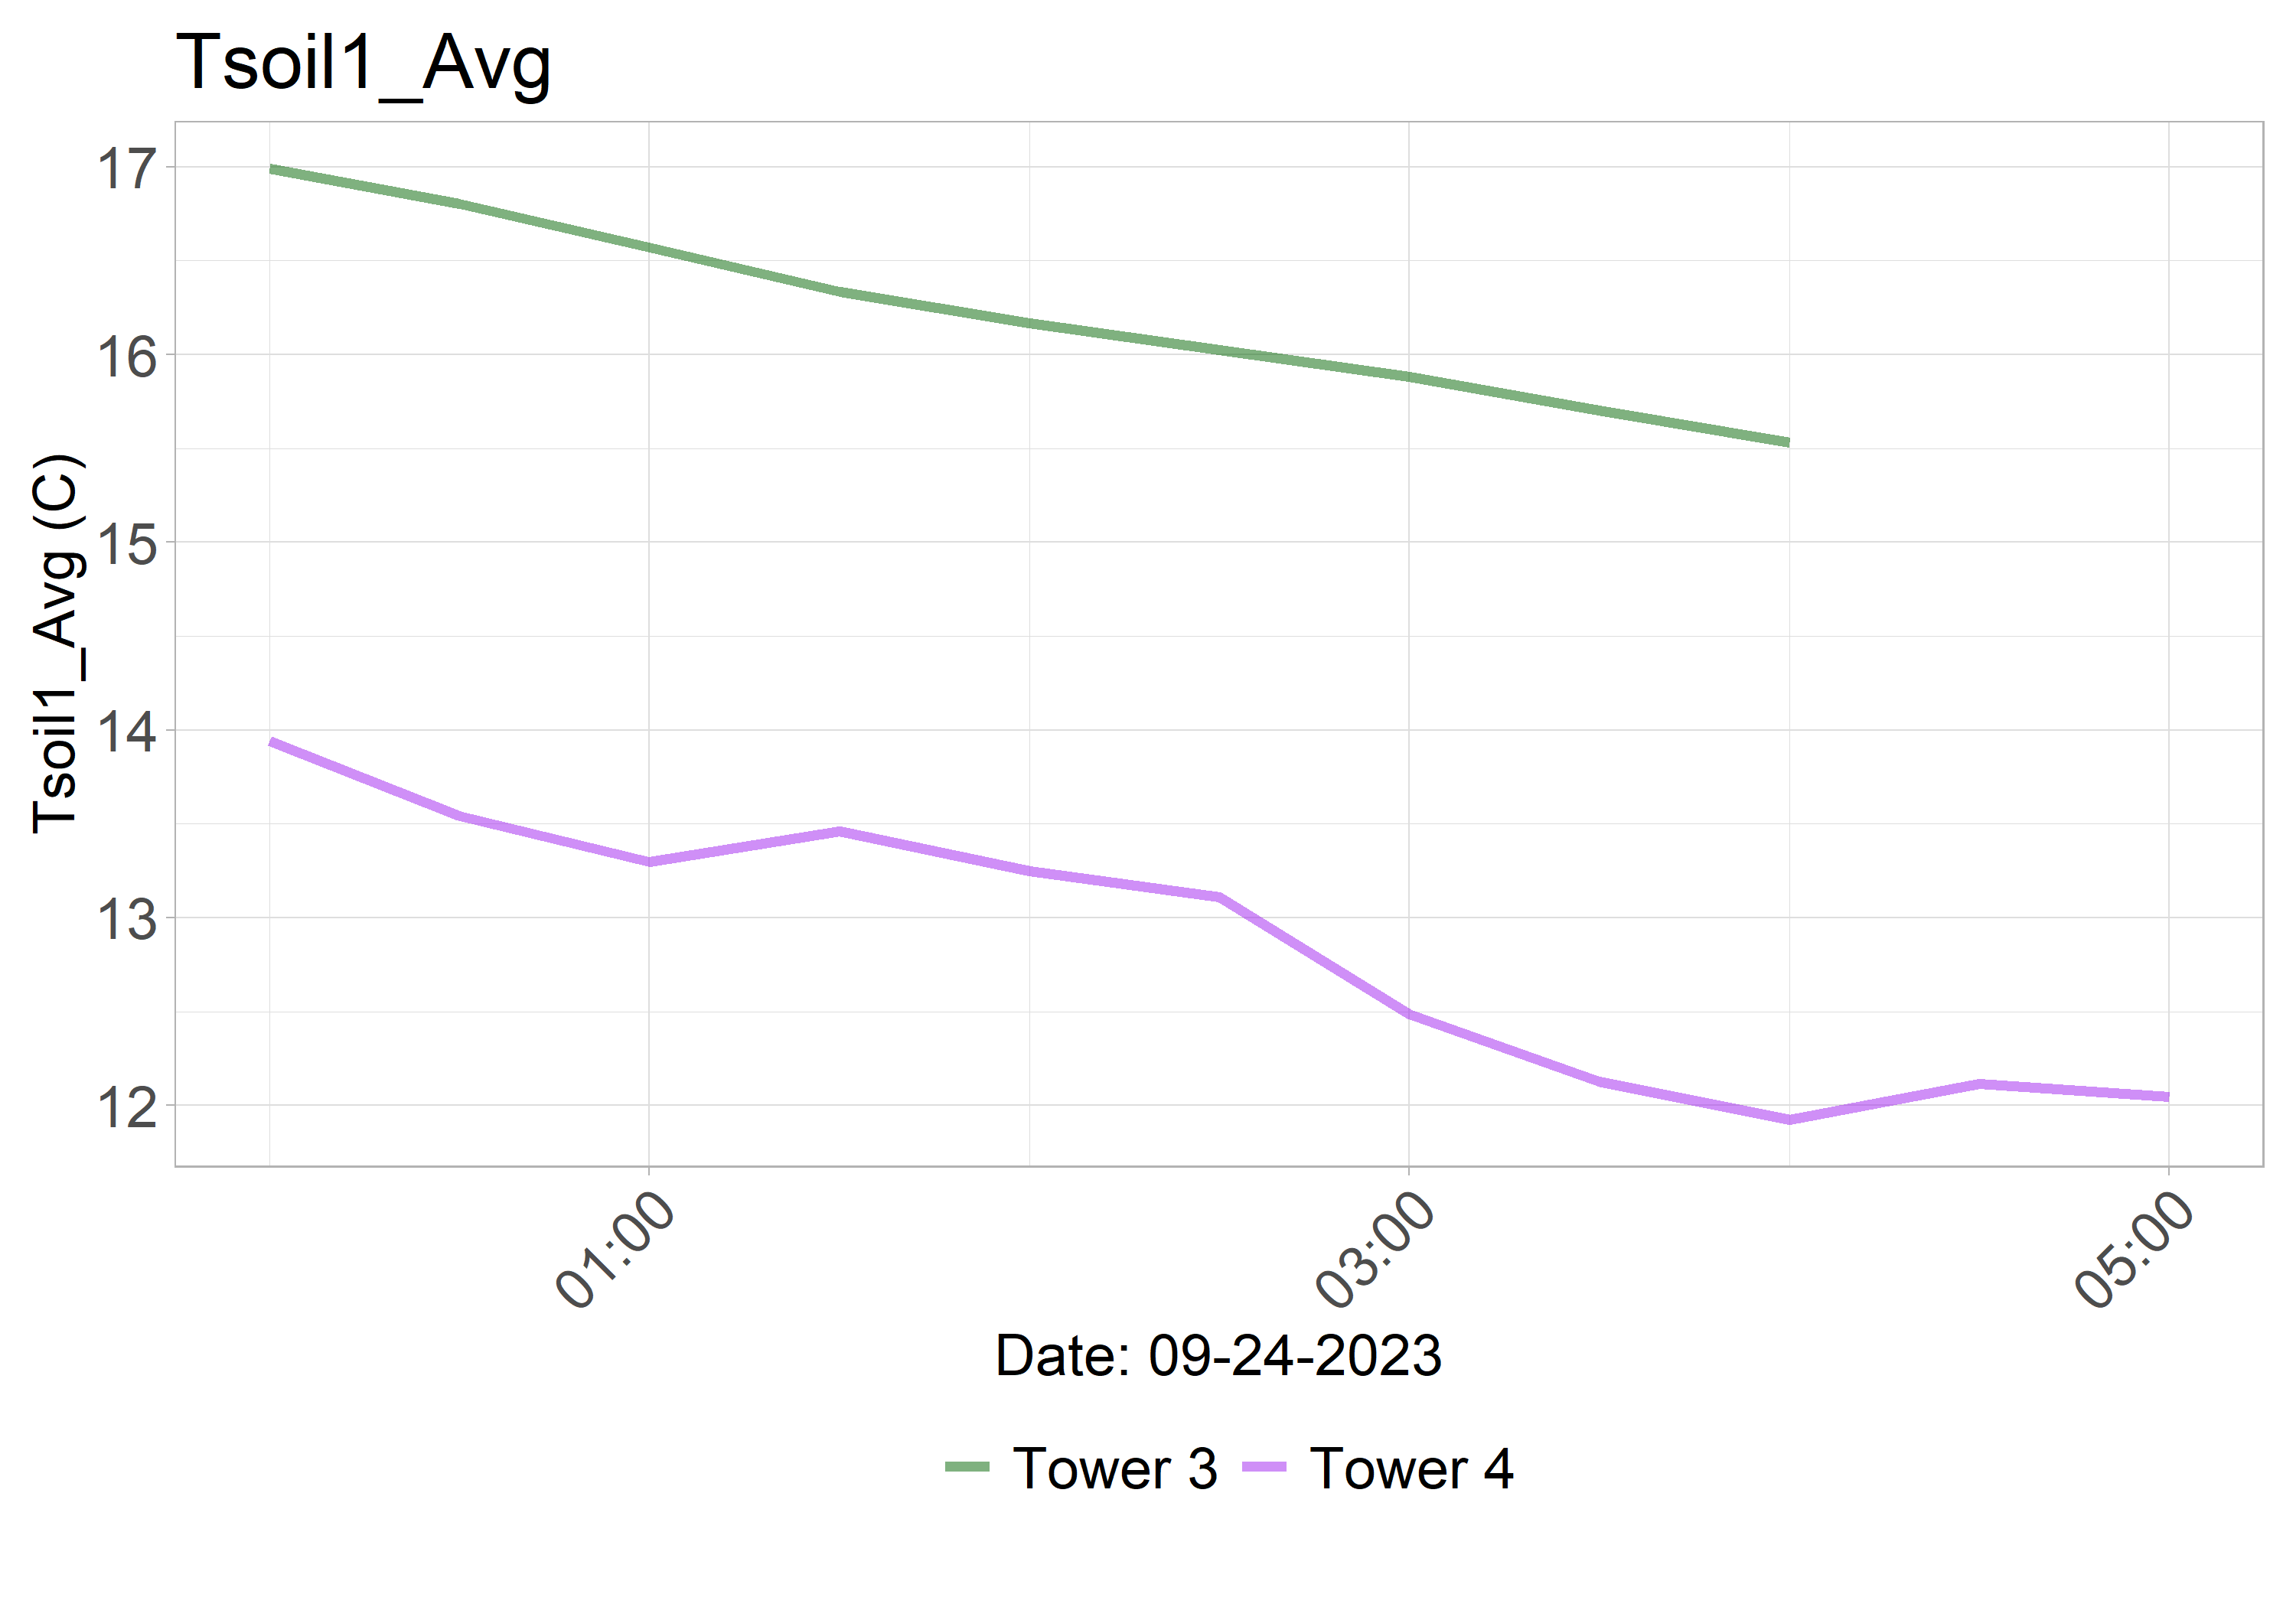 Tsoil1_Avg
Tsoil1_Avg (C)
17
16
15
14
13
12
01:00
03:00
05:00
Date: 09-24-2023
Tower 3
Tower 4